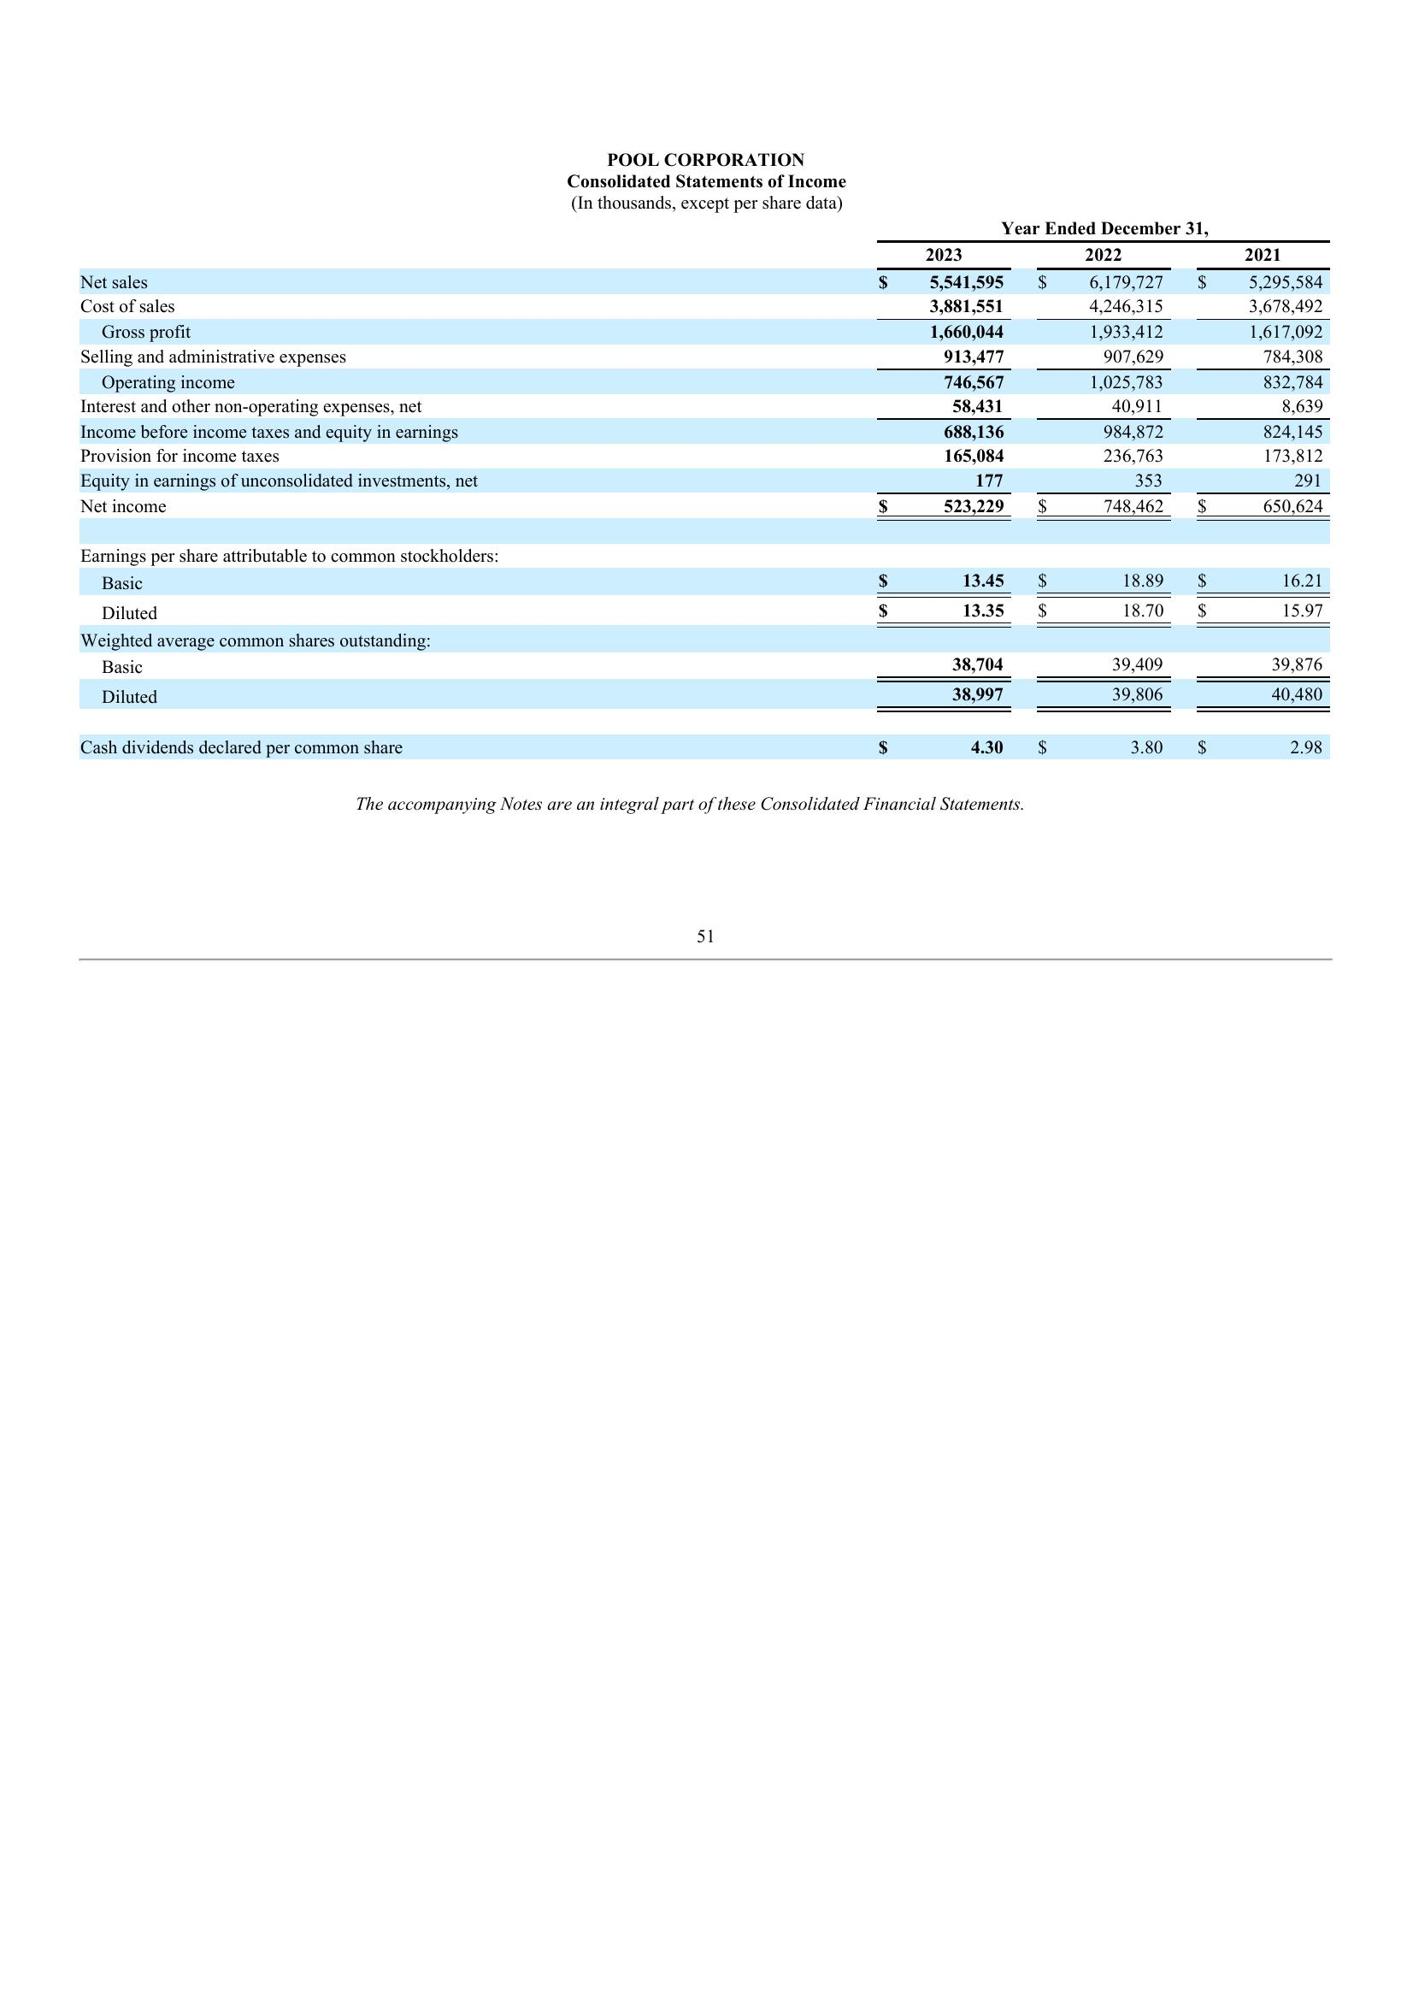 POOL CORPORATION
Consolidated Statements of Income
(In thousands, except per share data)
Year Ended December 31,
2023 2022 2021
Net sales $ 5,541,595 $ 6,179,727 $ 5,295,584
Cost of sales 3,881,551 4,246,315 3,678,492
Gross profit 1,660,044 1,933,412 1,617,092
Selling and administrative expenses 913,477 907,629 784,308
Operating income 746,567 1,025,783 832,784
Interest and other non-operating expenses, net 58,431 40,911 8,639
Income before income taxes and equity in earnings 688,136 984,872 824,145
Provision for income taxes 165,084 236,763 173,812
Equity in earnings of unconsolidated investments, net 177 353 291
Net income $ 523,229 $ 748,462 $ 650,624
Earnings per share attributable to common stockholders:
Basic $ 13.45 $ 18.89 $ 16.21
Diluted $ 13.35 $ 18.70 $ 15.97
Weighted average common shares outstanding:
Basic 38,704 39,409 39,876
Diluted 38,997 39,806 40,480
Cash dividends declared per common share $ 4.30 $ 3.80 $ 2.98
The accompanying Notes are an integral part of these Consolidated Financial Statements.
51